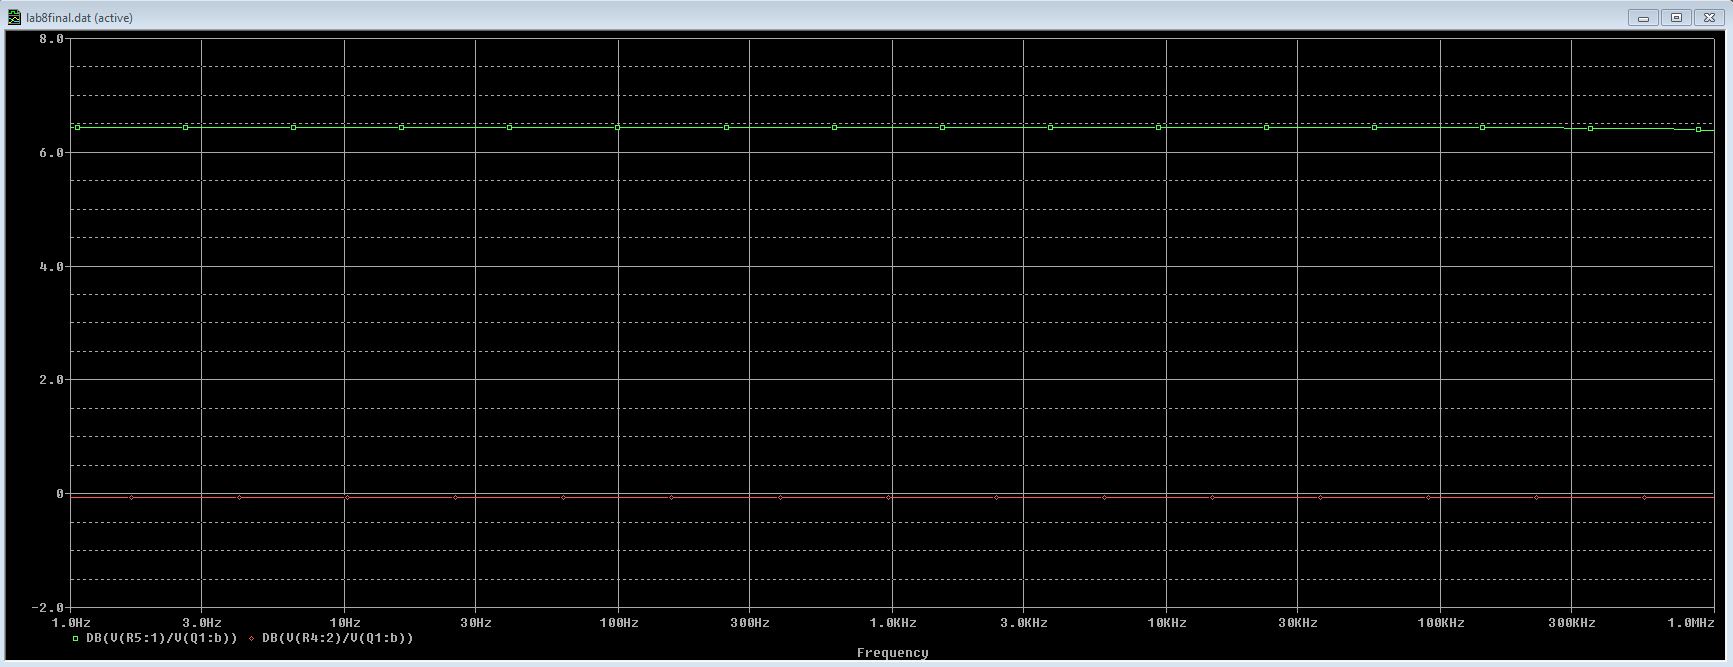 lab8final.dat (active)
8.0
6.0
4.0
2.0
0
-2.0
1.0Hz 3.0Hz 10Hz 30Hz 100Hz 300Hz 1.0KHz 3.0KHz 10KHz 30KHz 100KHz 300KHz 1.0MHz
DB(V(R5:1)/V(Q1:b)) DB(V(R4:2)/V(Q1:b))
Frequency